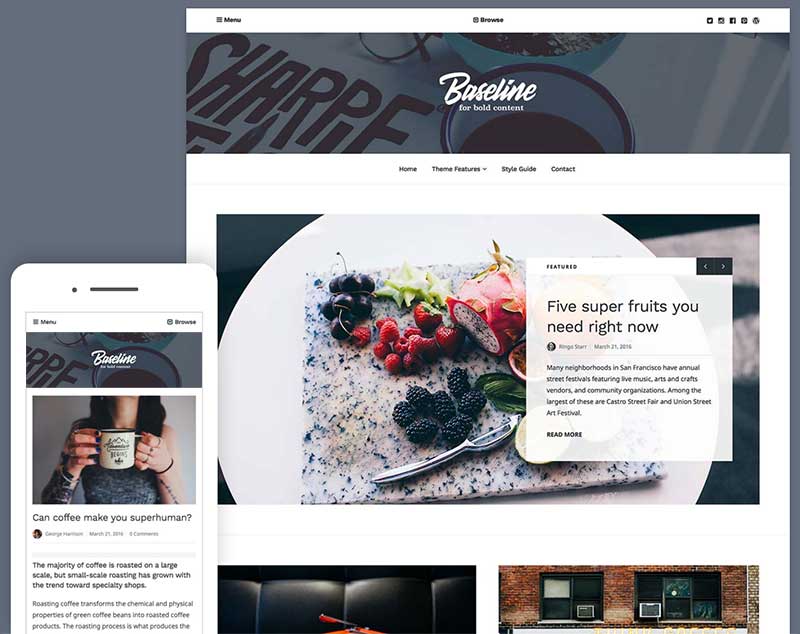 Menu
Browse
SHARPE
Baseline
for bold content
Home
Theme Features
Style Guide
Contact
FEATURED
Five super fruits you
need right now
Ringo Starr
March 21, 2016
Many neighborhoods in San Francisco have annual
street festivals featuring live music, arts and crafts
vendors, and community organizations. Among the
largest of these are Castro Street Fair and Union Street
Art Festival.
READ MORE
Menu
Browse
Baseline
for bold content
Adventure
BEGINS
Can coffee make you superhuman?
George Harrison
March 21, 2016
0 Comments
The majority of coffee is roasted on a large
scale, but small-scale roasting has grown with
the trend toward specialty shops.
Roasting coffee transforms the chemical and physical
properties of green coffee beans into roasted coffee
products. The roasting process is what produces the